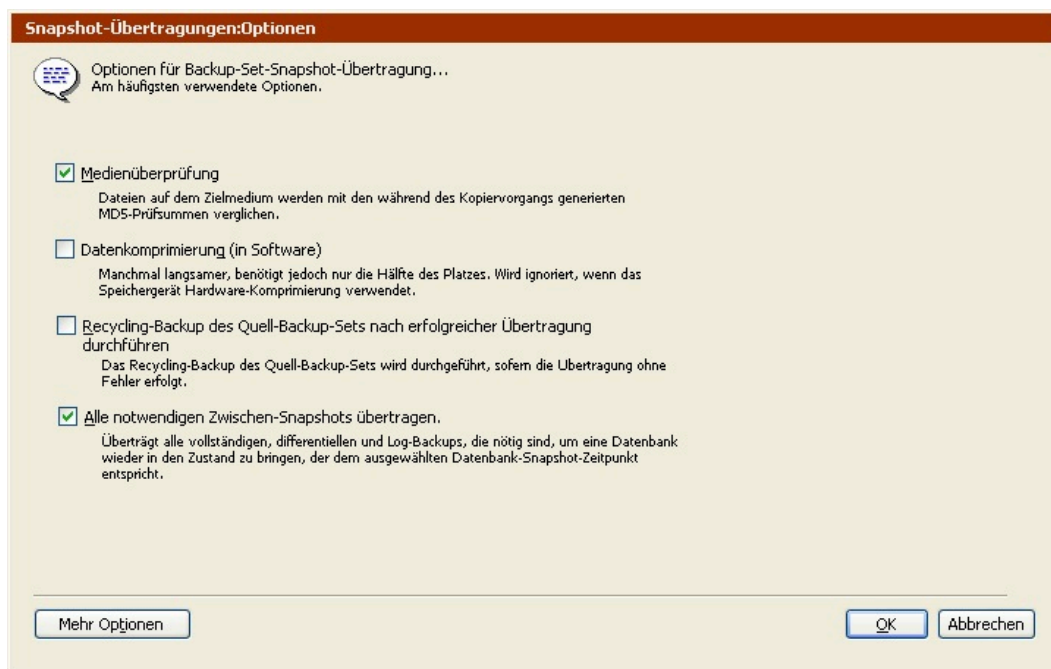 Snapshot-Übertragungen:Optionen
Optionen für Backup-Set-Snapshot-Übertragung...
Am häufigsten verwendete Optionen.
Medienüberprüfung
Dateien auf dem Zielmedium werden mit den während des Kopiervorgangs generierten
MD5-Prüfsummen verglichen.
Datenkomprimierung (in Software)
Manchmal langsamer, benötigt jedoch nur die Hälfte des Platzes. Wird ignoriert, wenn das
Speichergerät Hardware-Komprimierung verwendet.
Recycling-Backup des Quell-Backup-Sets nach erfolgreicher Übertragung
durchführen
Das Recycling-Backup des Quell-Backup-Sets wird durchgeführt, sofern die Übertragung ohne
Fehler erfolgt.
Alle notwendigen Zwischen-Snapshots übertragen.
Überträgt alle vollständigen, differentiellen und Log-Backups, die nötig sind, um eine Datenbank
wieder in den Zustand zu bringen, der dem ausgewählten Datenbank-Snapshot-Zeitpunkt
entspricht.
Mehr Optionen
OK
Abbrechen